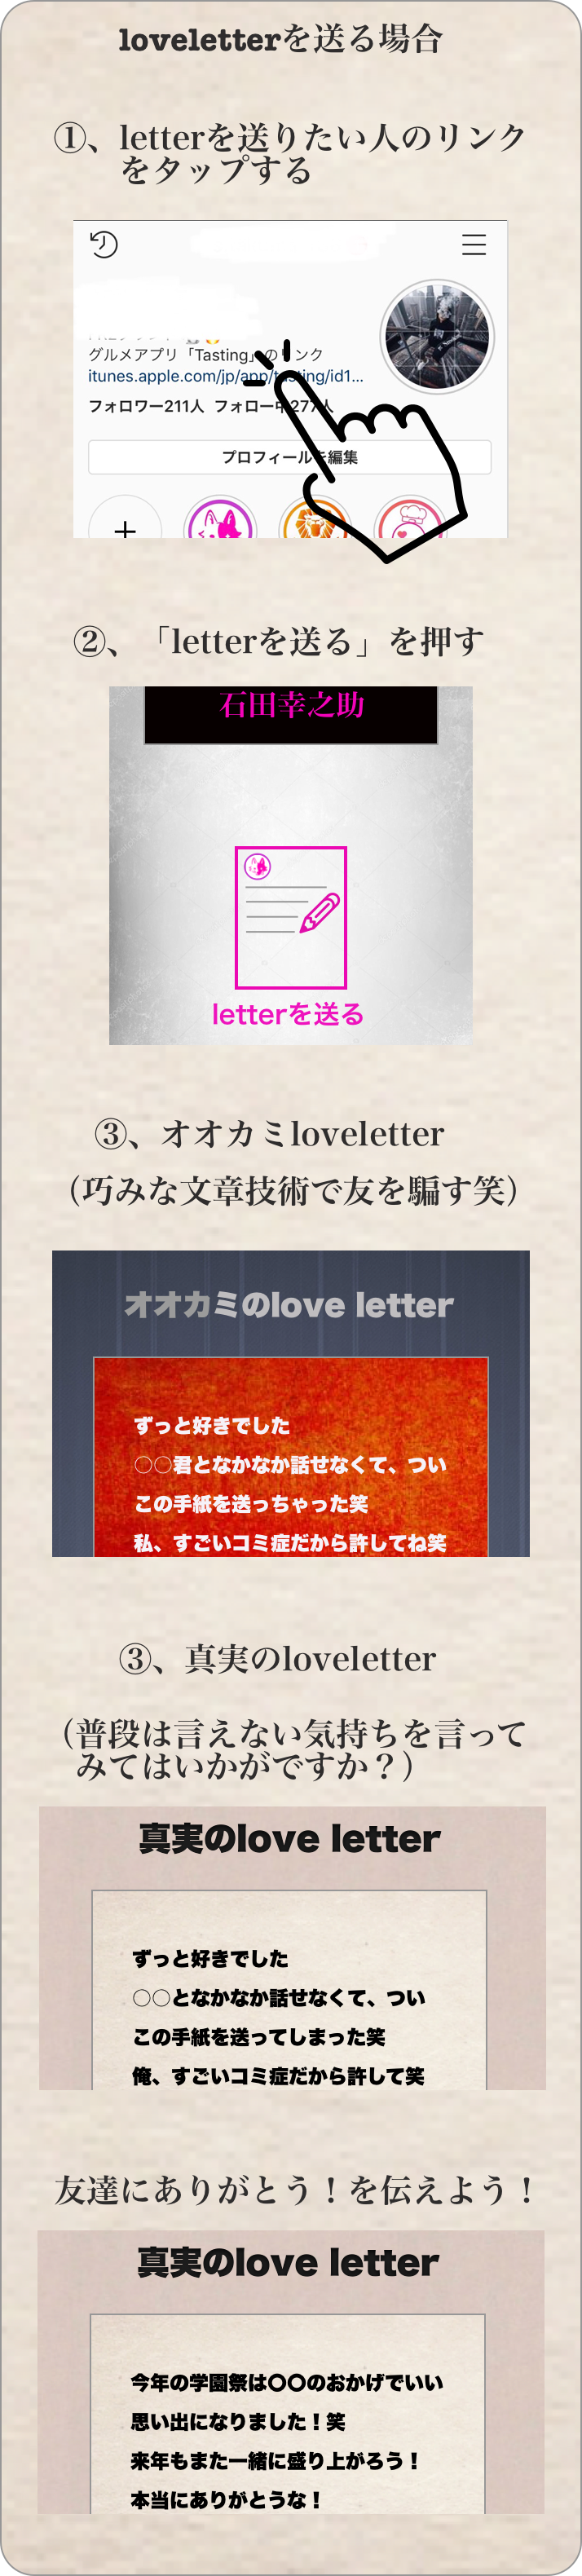 loveletterを送る場合
①、letterを送りたい人のリンク
をタップする
グルメアプリ「Tasting」のリンク
itunes.apple.com/jp/app/tasting/id1...
フォロワー211人 フォロー中277人
プロフィールを編集
②、「letterを送る」を押す
石田幸之助
letterを送る
③、オオカミloveletter
（巧みな文章技術で友を騙す笑）
オオカミのlove letter
ずっと好きでした
〇〇君となかなか話せなくて、つい
この手紙を送っちゃった笑
私、すごいコミ症だから許してね笑
③、真実のloveletter
（普段は言えない気持ちを言って
みてはいかがですか？）
真実のlove letter
ずっと好きでした
〇〇となかなか話せなくて、つい
この手紙を送ってしまった笑
俺、すごいコミ症だから許して笑
友達にありがとう！を伝えよう！
真実のlove letter
今年の学園祭は〇〇のおかげでいい
思い出になりました！笑
来年もまた一緒に盛り上がろう！
本当にありがとうな！